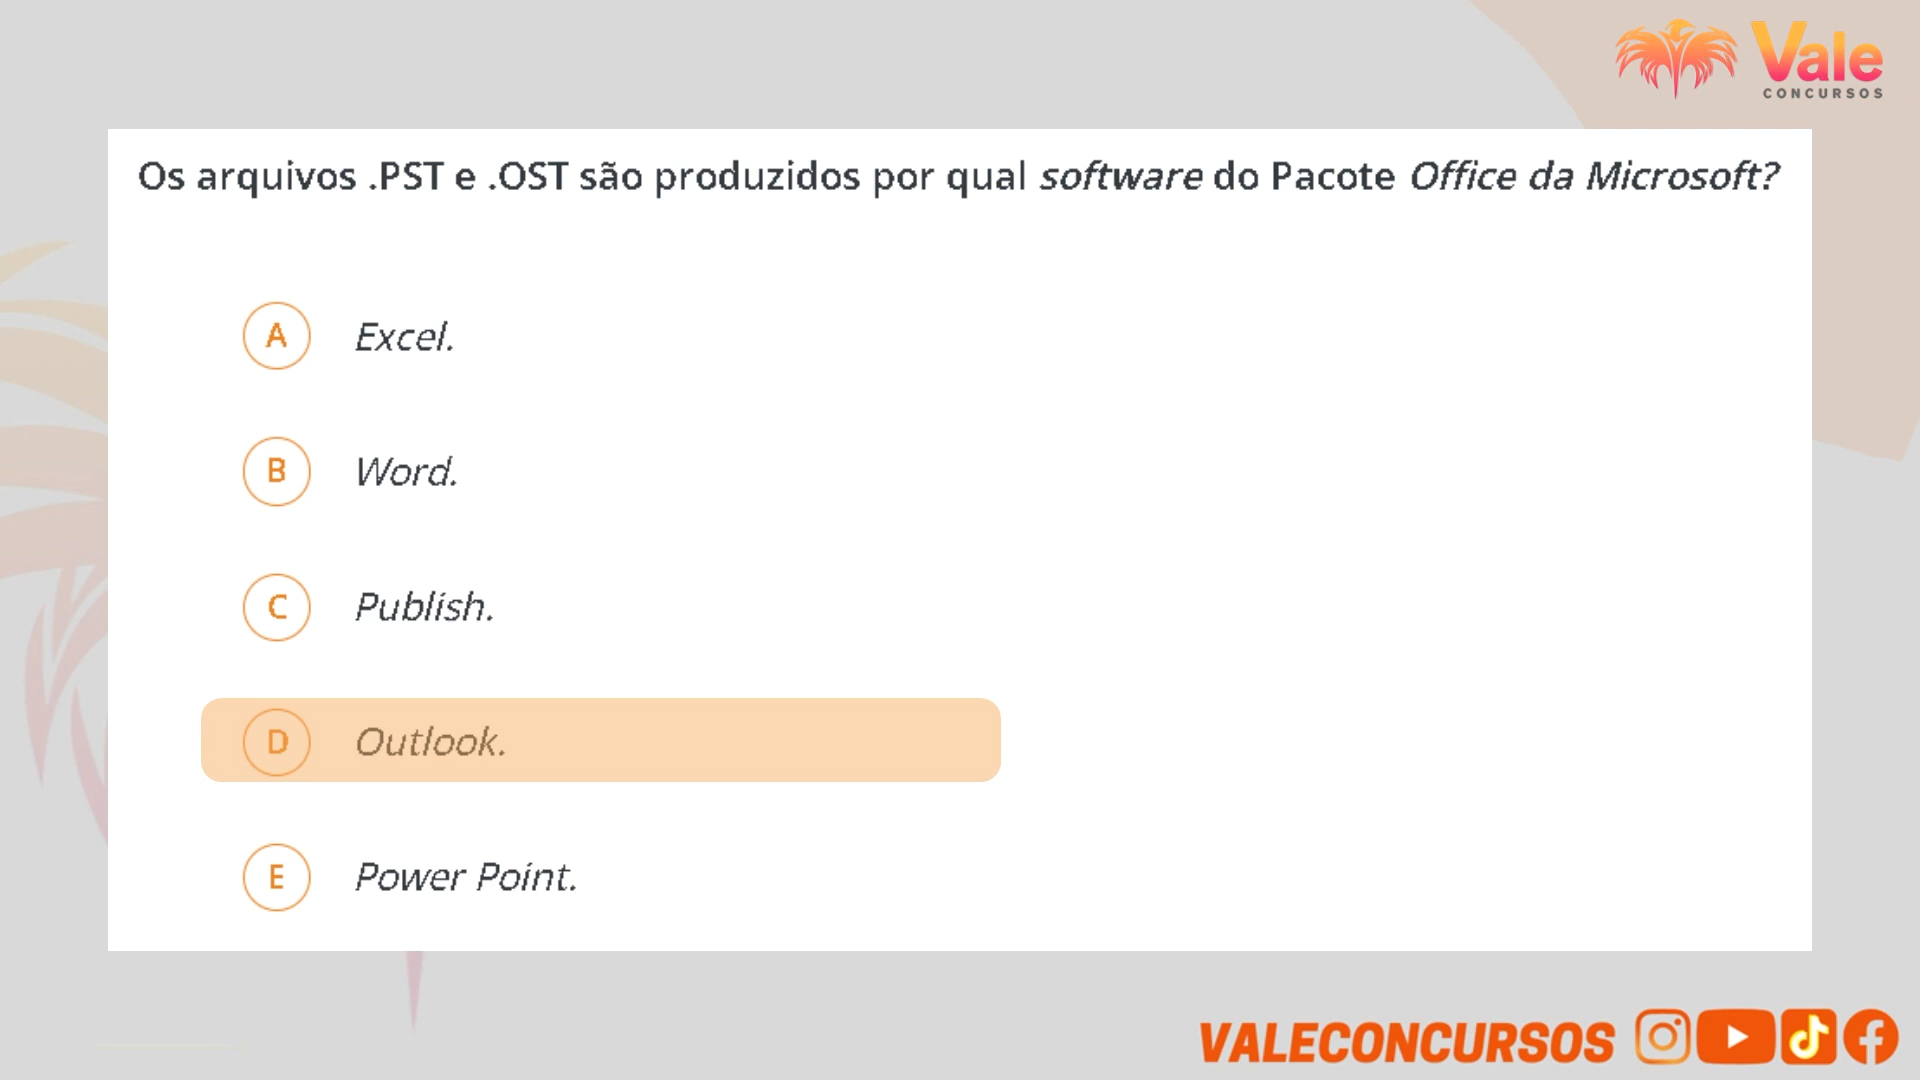 Vale
CONCURSOS
Os arquivos .PST e .OST são produzidos por qual software do Pacote Office da Microsoft?
A Excel.
B Word.
C Publish.
D Outlook.
E Power Point.
VALECONCURSOS